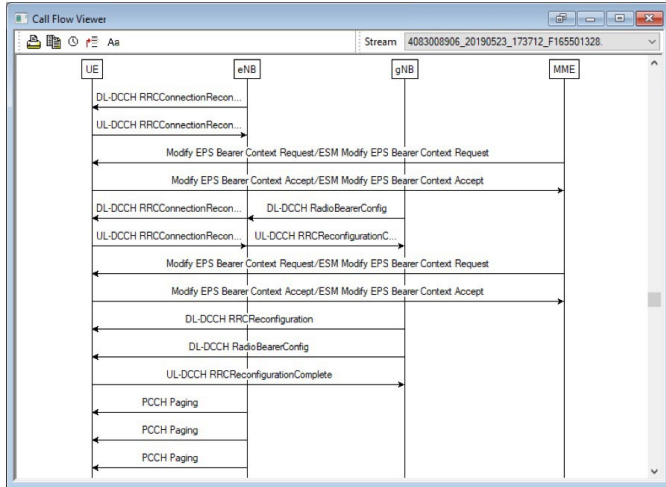 Call Flow Viewer
Aa
Stream 4083008906_20190523_173712_F165501328.
UE eNB gNB MME
DL-DCCH RRCConnectionRecon...
UL-DCCH RRCConnectionRecon...
Modify EPS Bearer Context Request/ESM Modify EPS Bearer Context Request
Modify EPS Bearer Context Accept/ESM Modify EPS Bearer Context Accept
DL-DCCH RRCConnectionRecon... DL-DCCH RadioBearerConfig
UL-DCCH RRCConnectionRecon... UL-DCCH RRCReconfigurationC...
Modify EPS Bearer Context Request/ESM Modify EPS Bearer Context Request
Modify EPS Bearer Context Accept/ESM Modify EPS Bearer Context Accept
DL-DCCH RRCReconfiguration
DL-DCCH RadioBearerConfig
UL-DCCH RRCReconfigurationComplete
PCCH Paging
PCCH Paging
PCCH Paging